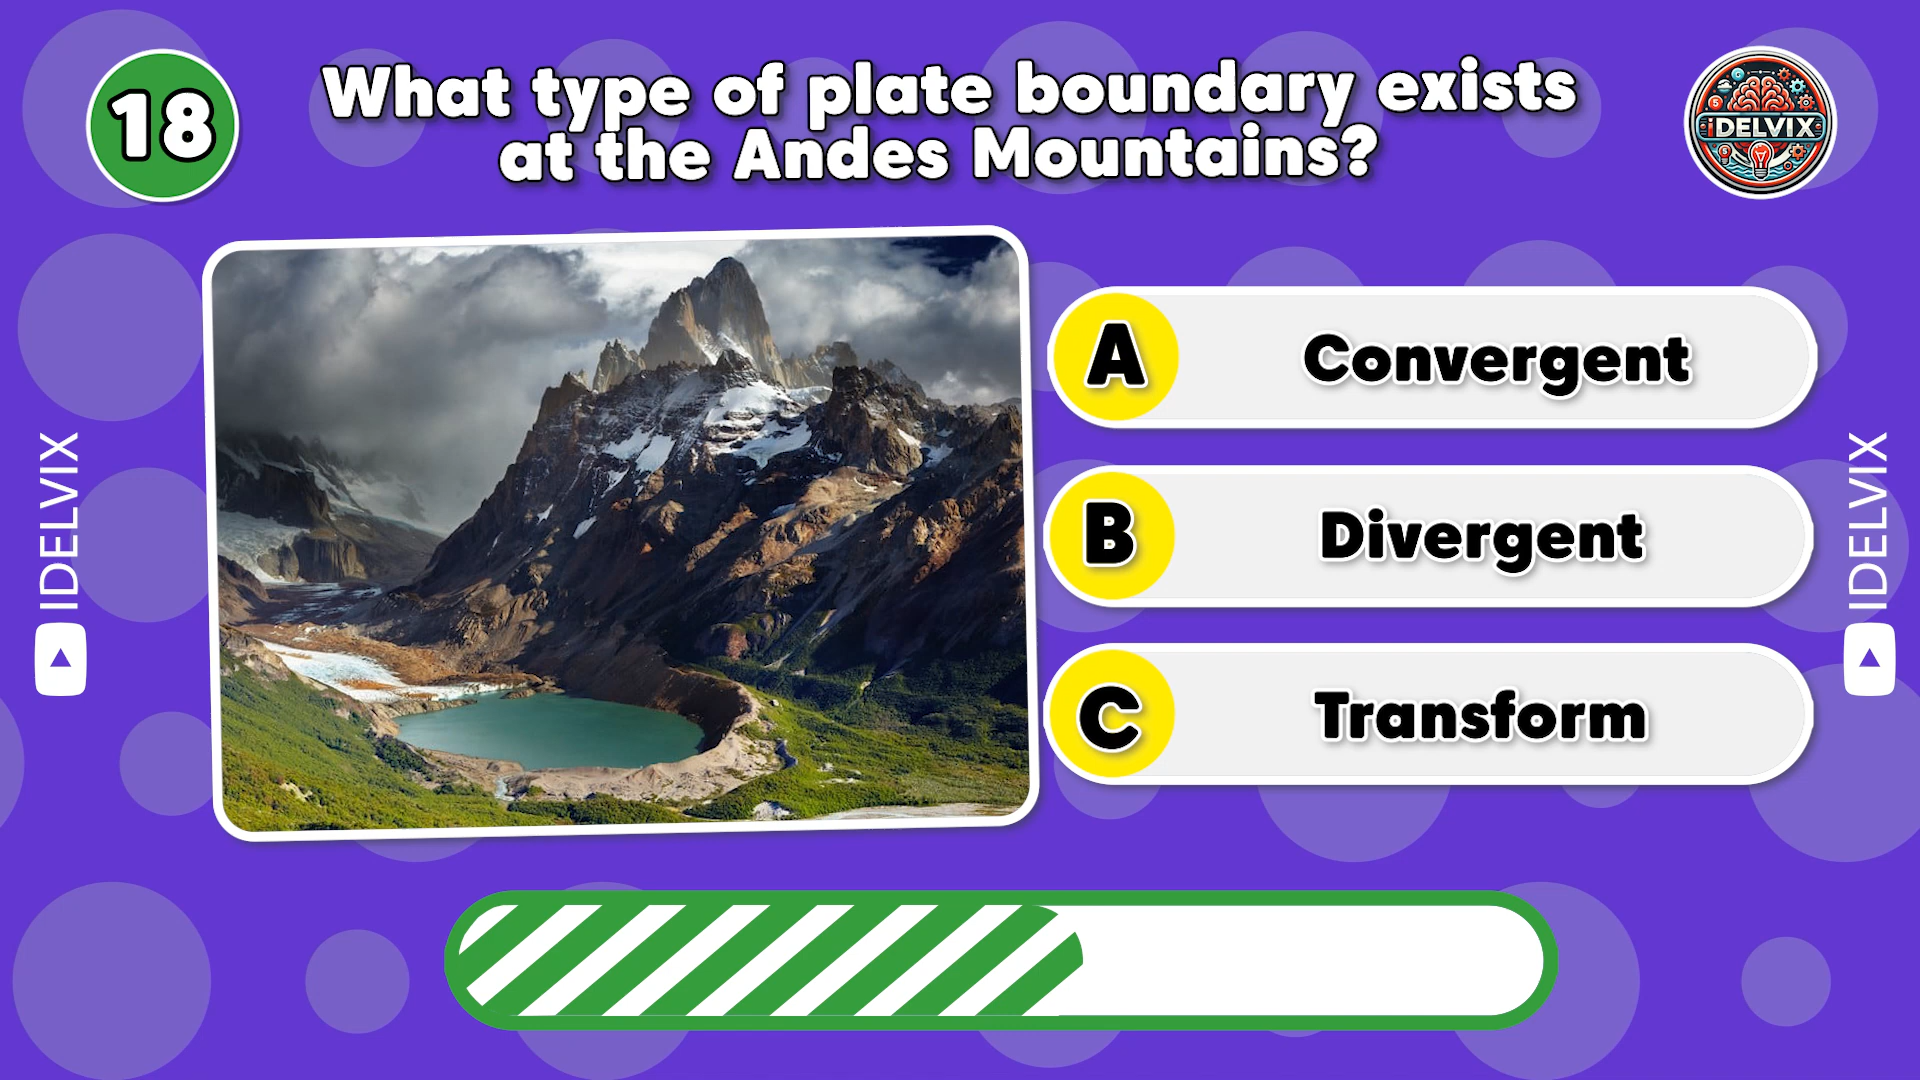 18
What type of plate boundary exists
at the Andes Mountains?
iDELVIX
A
Convergent
B
Divergent
C
Transform
IDELVIX
IDELVIX